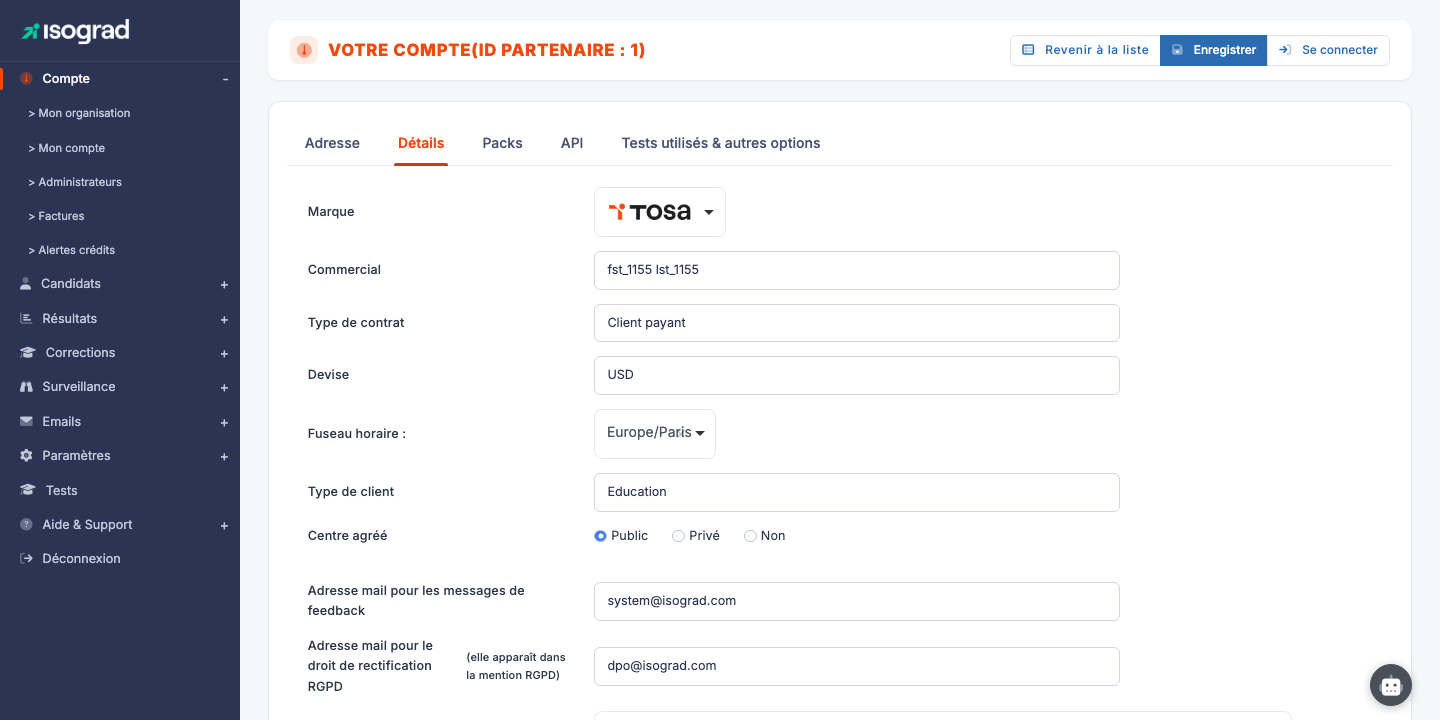 isograd
Compte -
> Mon organisation
> Mon compte
> Administrateurs
> Factures
> Alertes crédits
Candidats +
Résultats +
Corrections +
Surveillance +
Emails +
Paramètres +
Tests
Aide & Support +
Déconnexion
VOTRE COMPTE(ID PARTENAIRE : 1)
Revenir à la liste
Enregistrer
Se connecter
Adresse
Détails
Packs
API
Tests utilisés & autres options
Marque
TOSA
Commercial
fst_1155 lst_1155
Type de contrat
Client payant
Devise
USD
Fuseau horaire :
Europe/Paris
Type de client
Education
Centre agréé
Public
Privé
Non
Adresse mail pour les messages de
feedback
system@isograd.com
Adresse mail pour le
droit de rectification
RGPD
(elle apparaît dans
la mention RGPD)
dpo@isograd.com